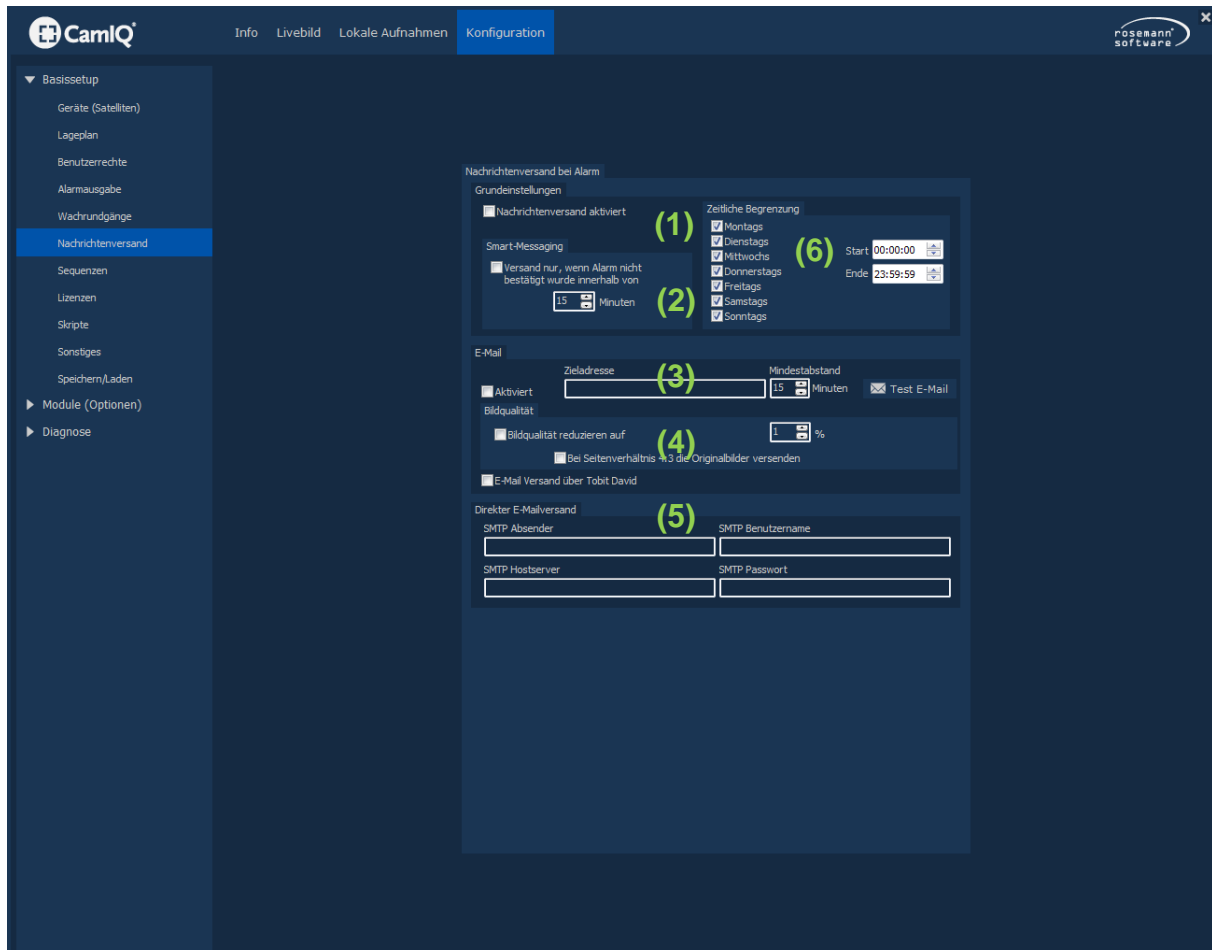 CamIQ®
Info Livebild Lokale Aufnahmen Konfiguration
rosemann®
software
Basissetup
Geräte (Satelliten)
Lageplan
Benutzerrechte
Alarmausgabe
Wachrundgänge
Nachrichtenversand
Sequenzen
Lizenzen
Skripte
Sonstiges
Speichern/Laden
Module (Optionen)
Diagnose
Nachrichtenversand bei Alarm
Grundeinstellungen
Nachrichtenversand aktiviert
(1)
Smart-Messaging
Versand nur, wenn Alarm nicht
bestätigt wurde innerhalb von
15 Minuten
(2)
Zeitliche Begrenzung
Montags
Dienstags
Mittwochs
Donnerstags
Freitags
Samstags
Sonntags
(6)
Start 00:00:00
Ende 23:59:59
E-Mail
Zieladresse
(3)
Mindestabstand
Aktiviert
15 Minuten
Test E-Mail
Bildqualität
Bildqualität reduzieren auf
(4)
1 %
Bei Seitenverhältnis 4:3 die Originalbilder versenden
E-Mail Versand über Tobit David
Direkter E-Mailversand
(5)
SMTP Absender
SMTP Benutzername
SMTP Hostserver
SMTP Passwort